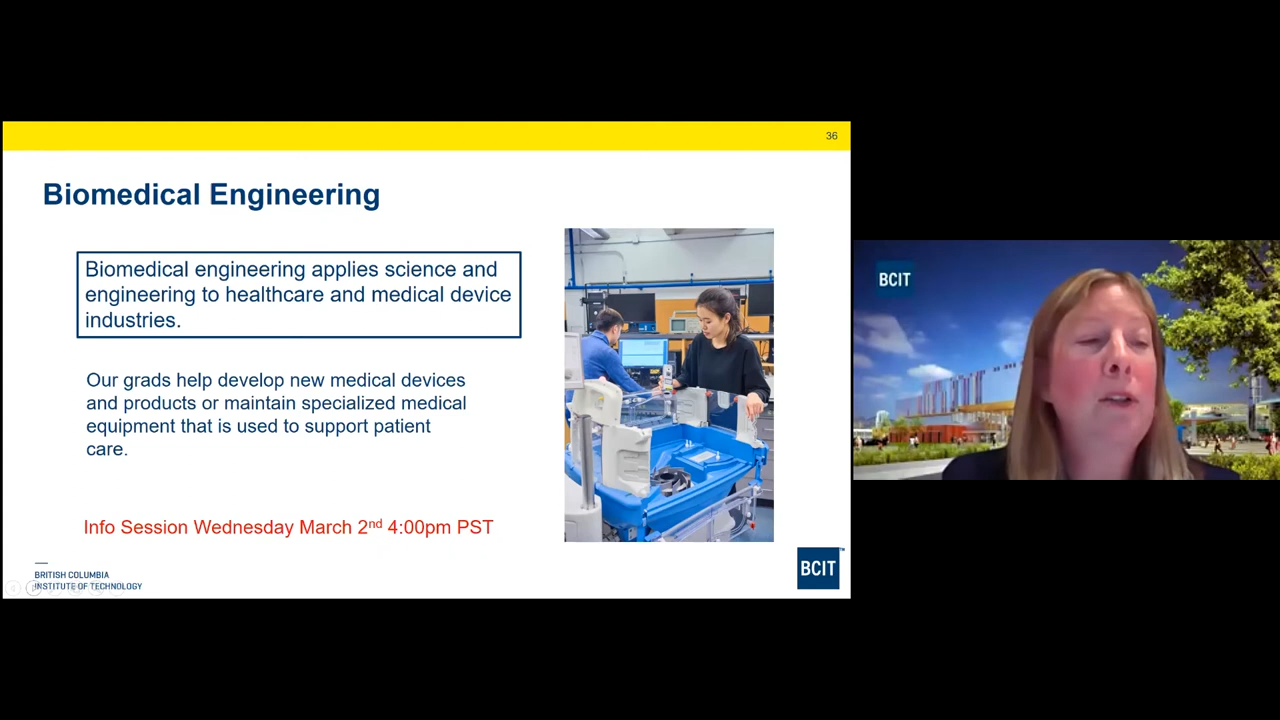 36
Biomedical Engineering
Biomedical engineering applies science and
engineering to healthcare and medical device
industries.
Our grads help develop new medical devices
and products or maintain specialized medical
equipment that is used to support patient
care.
Info Session Wednesday March 2nd 4:00pm PST
BRITISH COLUMBIA
INSTITUTE OF TECHNOLOGY
BCIT™
BCIT